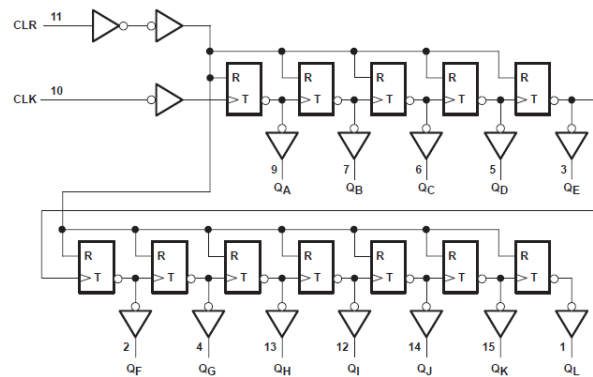 CLR 11
R R R R R
CLK 10
T T T T T
9 7 6 5 3
QA QB QC QD QE
R R R R R R R
T T T T T T T
2 4 13 12 14 15 1
QF QG QH QI QJ QK QL